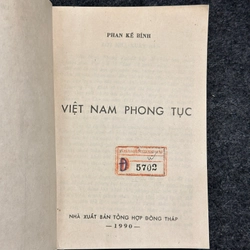 PHAN KẾ BÍNH
VIỆT NAM PHONG TỤC
Đ
5702
NHÀ XUẤT BẢN TỔNG HỢP ĐỒNG THÁP
—1990—